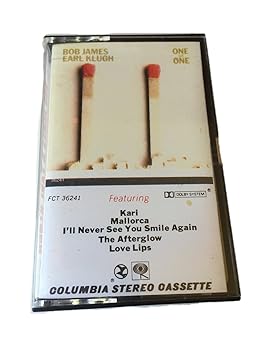 BOB JAMES
EARL KLUGH
ONE
ON
ONE
36241
FCT 36241
Featuring
DOLBY SYSTEM
Kari
Mallorca
I'll Never See You Smile Again
The Afterglow
Love Lips
COLUMBIA STEREO CASSETTE